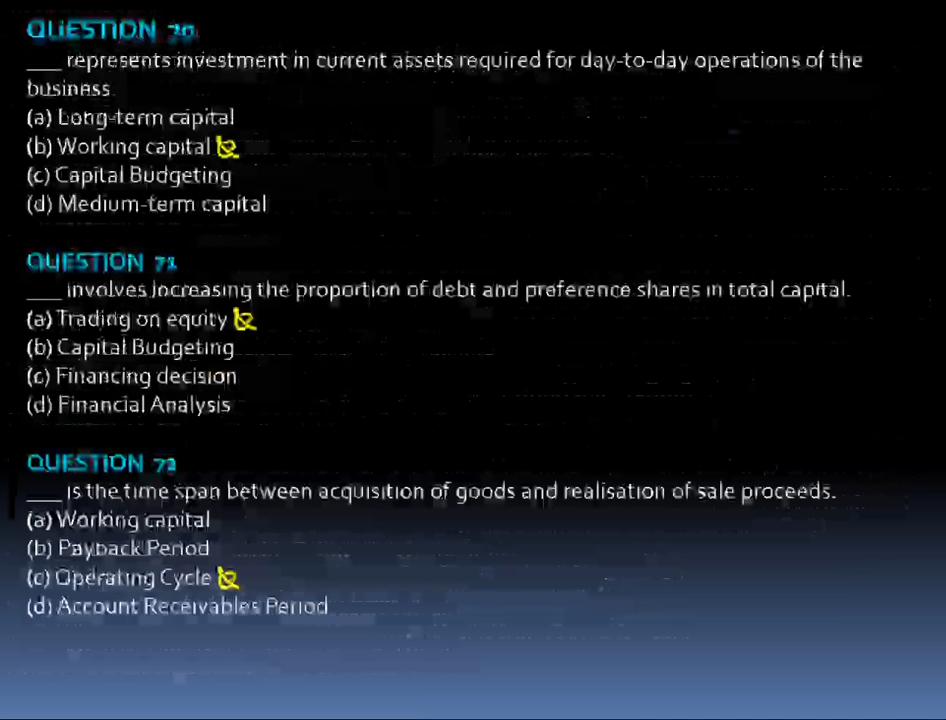 QUESTION 70
___ represents investment in current assets required for day-to-day operations of the
business.
(a) Long-term capital
(b) Working capital
(c) Capital Budgeting
(d) Medium-term capital
QUESTION 71
___ involves increasing the proportion of debt and preference shares in total capital.
(a) Trading on equity
(b) Capital Budgeting
(c) Financing decision
(d) Financial Analysis
QUESTION 72
___ is the time span between acquisition of goods and realisation of sale proceeds.
(a) Working capital
(b) Payback Period
(c) Operating Cycle
(d) Account Receivables Period